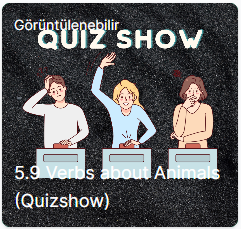 Görüntülenebilir
QUIZ SHOW
5.9 Verbs about Animals
(Quizshow)